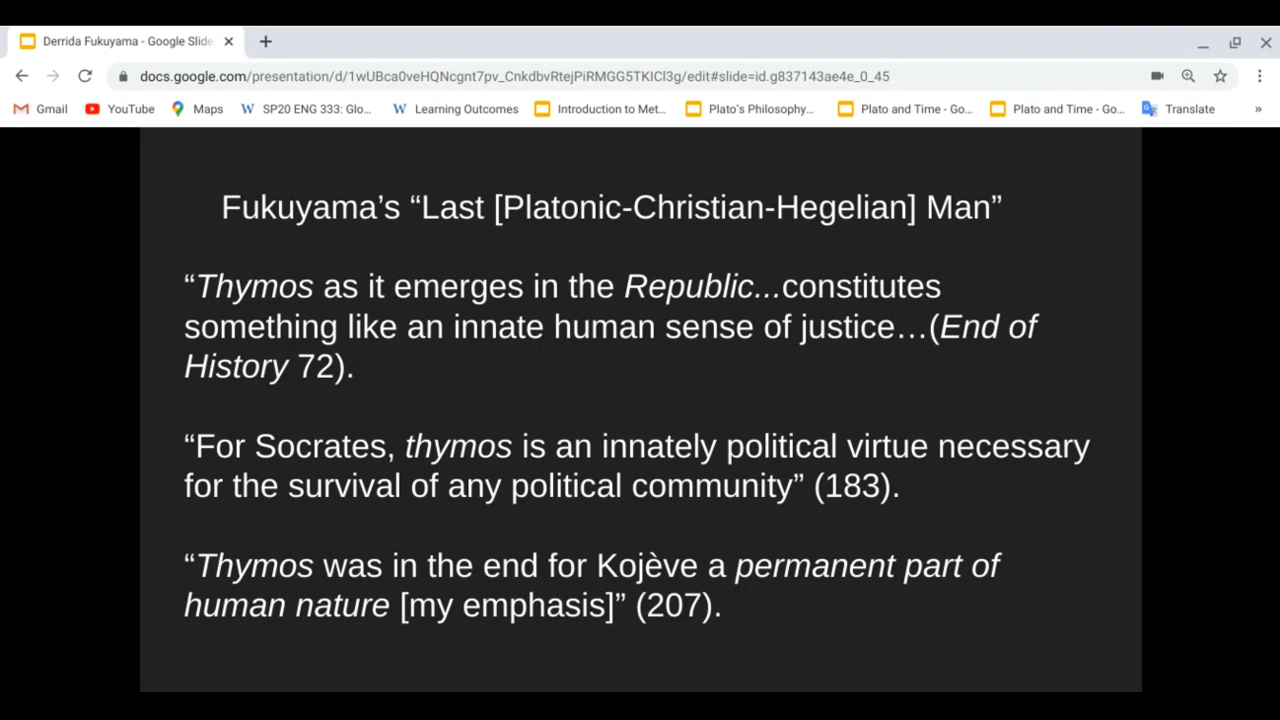 Derrida Fukuyama - Google Slide
docs.google.com/presentation/d/1wUBca0veHQNcgnt7pv_CnkdbvRtejPiRMGG5TKICl3g/edit#slide=id.g837143ae4e_0_45
Gmail YouTube Maps SP20 ENG 333: Glo... Learning Outcomes Introduction to Met... Plato's Philosophy... Plato and Time - Go... Plato and Time - Go... Translate »
Fukuyama’s “Last [Platonic-Christian-Hegelian] Man”
“Thymos as it emerges in the Republic...constitutes
something like an innate human sense of justice…(End of
History 72).
“For Socrates, thymos is an innately political virtue necessary
for the survival of any political community” (183).
“Thymos was in the end for Kojève a permanent part of
human nature [my emphasis]” (207).